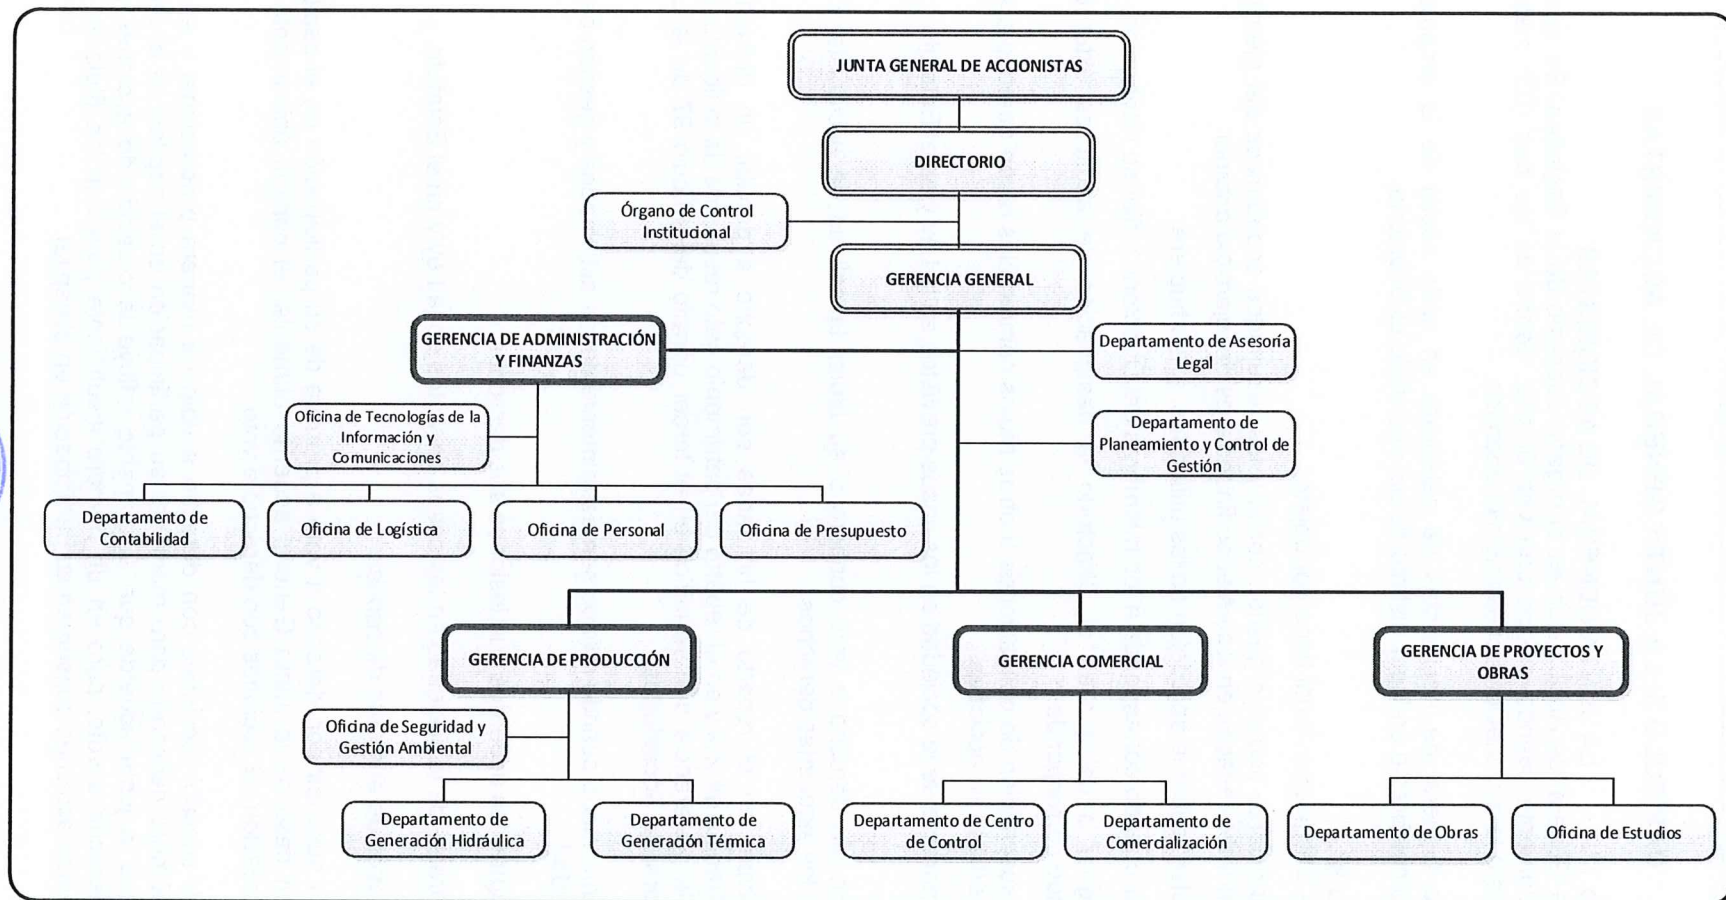 JUNTA GENERAL DE ACCIONISTAS
DIRECTORIO
Órgano de Control
Institucional
GERENCIA GENERAL
GERENCIA DE ADMINISTRACIÓN
Y FINANZAS
Departamento de Asesoría
Legal
Oficina de Tecnologías de la
Información y
Comunicaciones
Departamento de
Planeamiento y Control de
Gestión
Departamento de
Contabilidad
Oficina de Logística
Oficina de Personal
Oficina de Presupuesto
GERENCIA DE PRODUCCIÓN
GERENCIA COMERCIAL
GERENCIA DE PROYECTOS Y
OBRAS
Oficina de Seguridad y
Gestión Ambiental
Departamento de
Generación Hidráulica
Departamento de
Generación Térmica
Departamento de Centro
de Control
Departamento de
Comercialización
Departamento de Obras
Oficina de Estudios